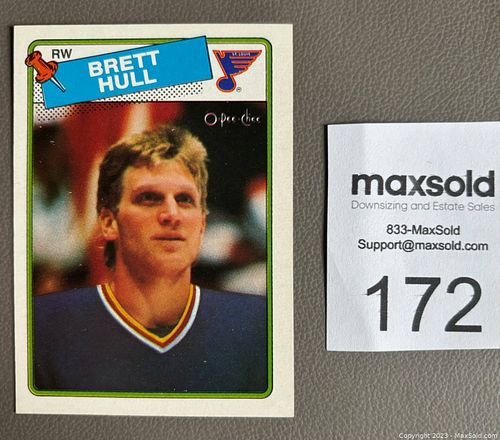 RW
BRETT
HULL
ST. LOUIS
O-Pee-Chee
maxsold
Downsizing and Estate Sales
833-MaxSold
Support@maxsold.com
172
Copyright 2023 - MaxSold.com